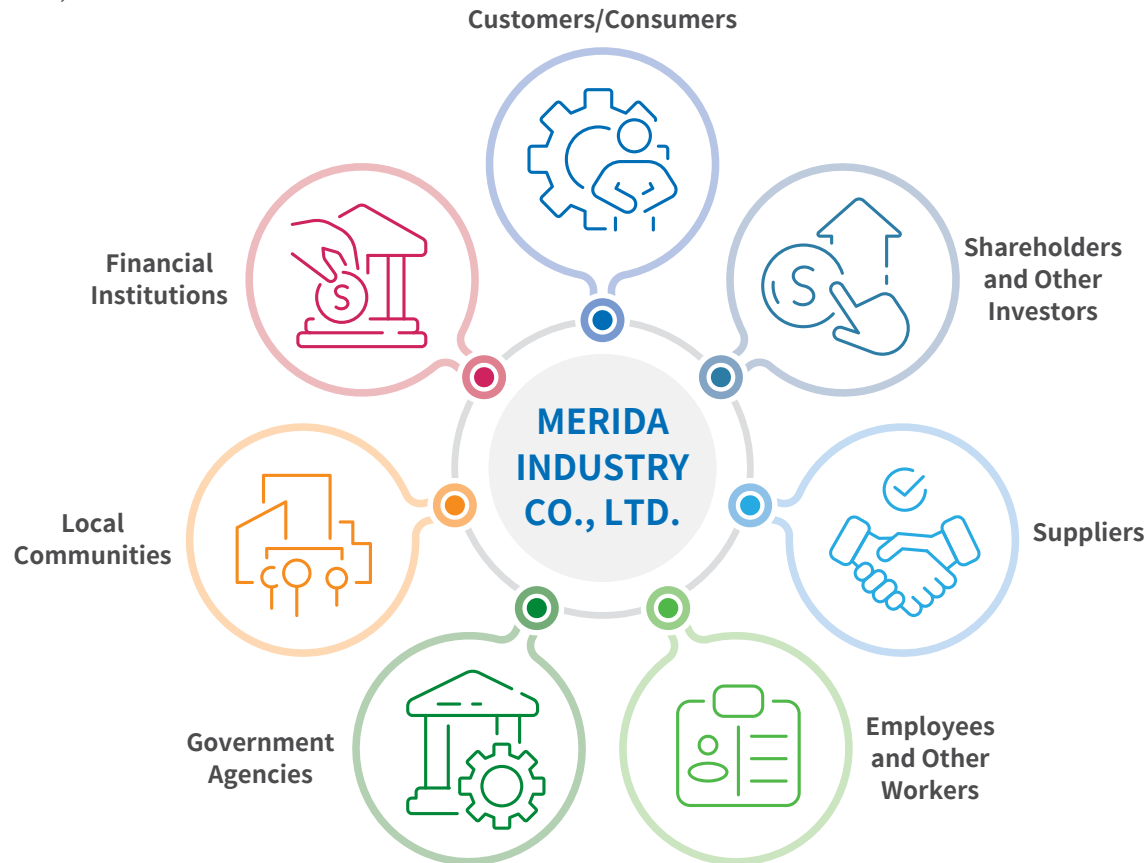 Customers/Consumers
Shareholders
and Other
Investors
Financial
Institutions
MERIDA
INDUSTRY
CO., LTD.
Local
Communities
Suppliers
Government
Agencies
Employees
and Other
Workers